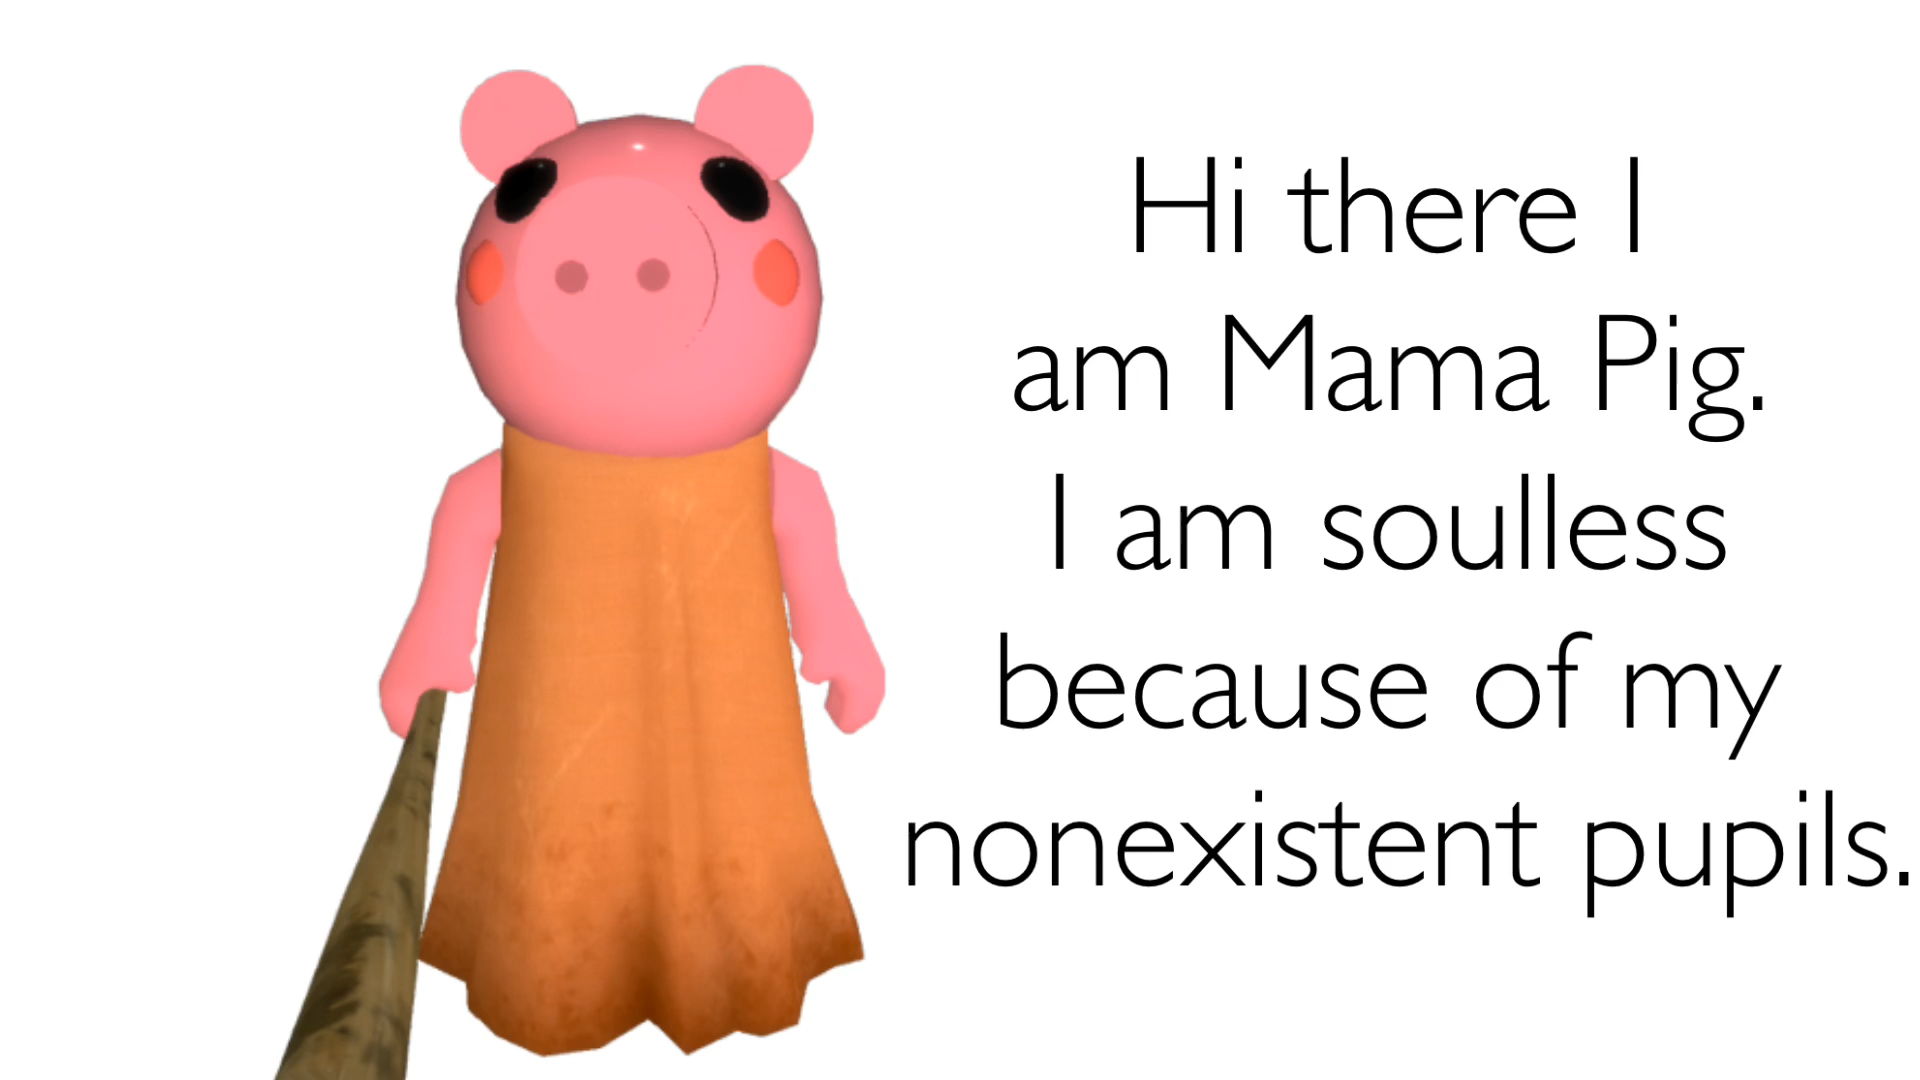 Hi there I
am Mama Pig.
I am soulless
because of my
nonexistent pupils.